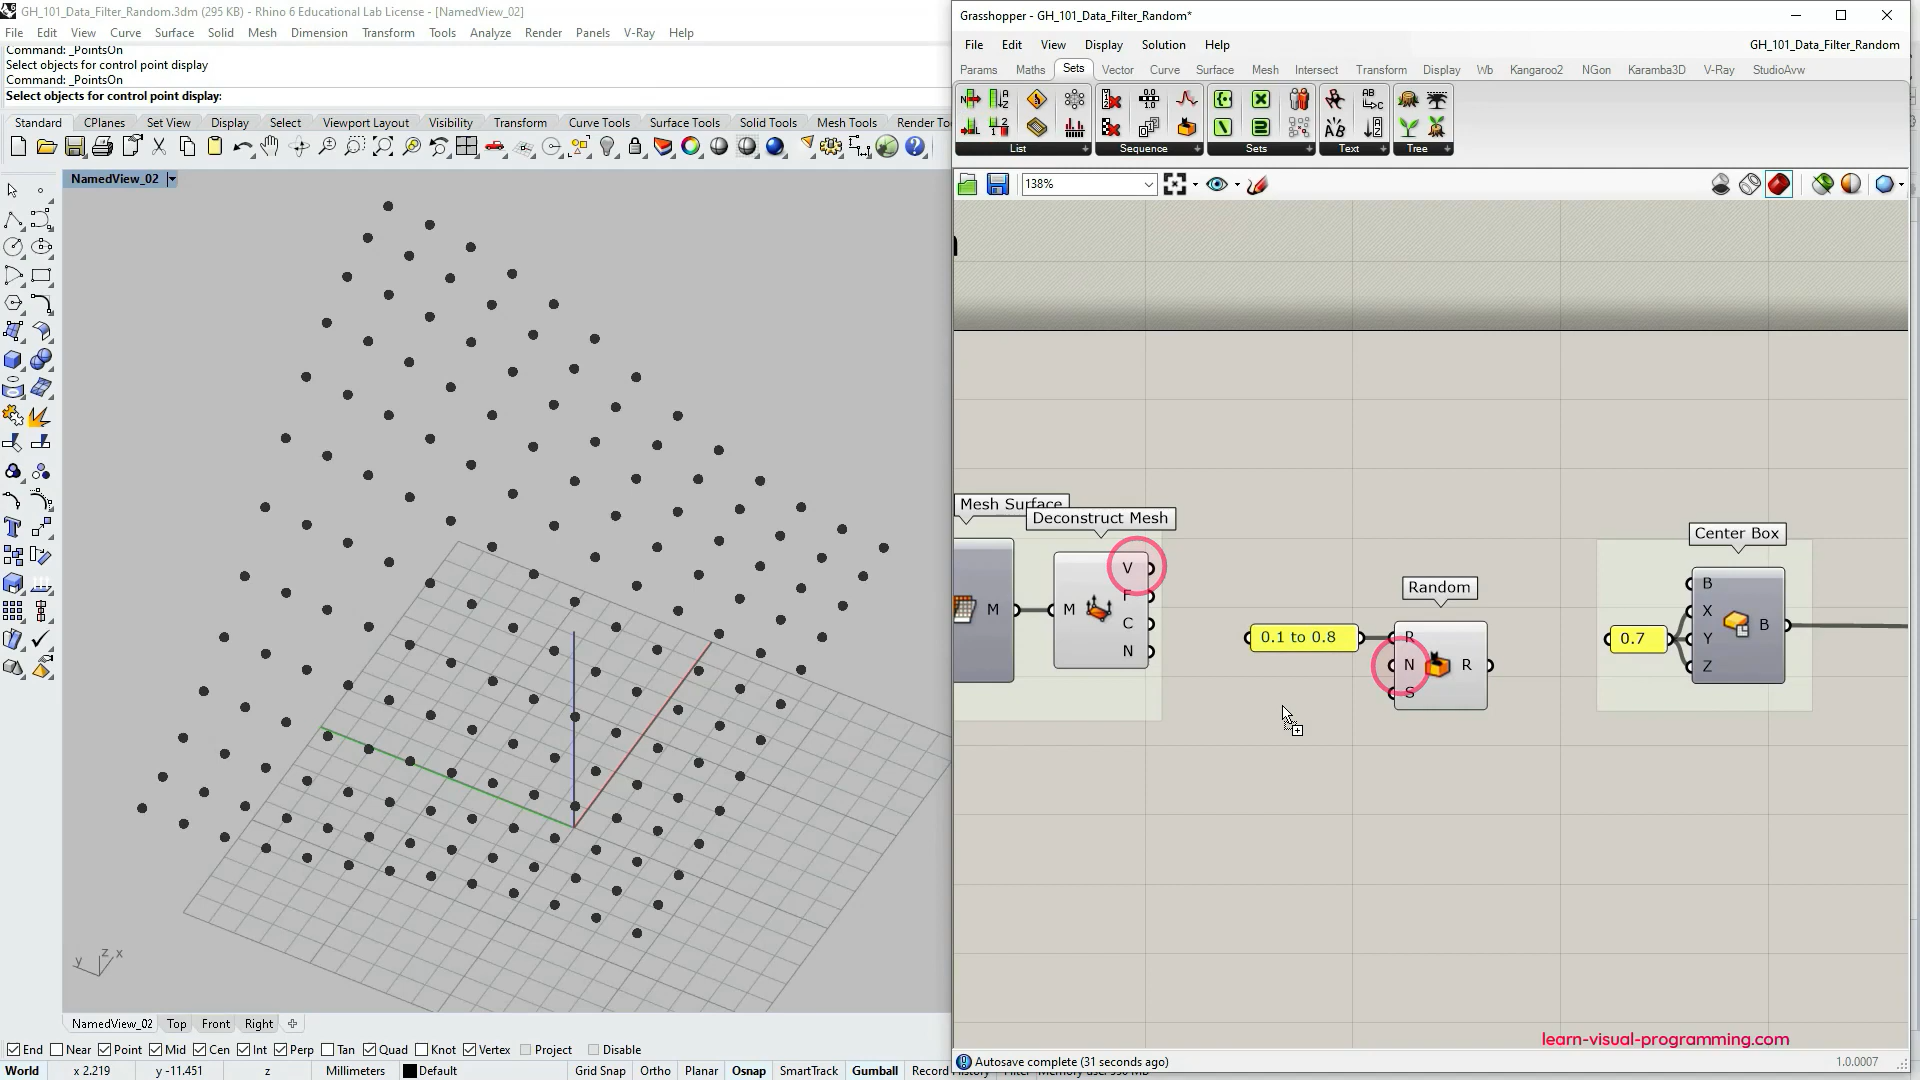 GH_101_Data_Filter_Random.3dm (295 KB) - Rhino 6 Educational Lab License - [NamedView_02]
File Edit View Curve Surface Solid Mesh Dimension Transform Tools Analyze Render Panels V-Ray Help
Command: _PointsOn
Select objects for control point display
Command: _PointsOn
Select objects for control point display:
Standard CPlanes Set View Display Select Viewport Layout Visibility Transform Curve Tools Surface Tools Solid Tools Mesh Tools Render To
NamedView_02
z
y x
NamedView_02 Top Front Right
End Near Point Mid Cen Int Perp Tan Quad Knot Vertex Project Disable
World x 2.219 y -11.451 z Millimeters Default Grid Snap Ortho Planar Osnap SmartTrack Gumball Record
Grasshopper - GH_101_Data_Filter_Random*
File Edit View Display Solution Help GH_101_Data_Filter_Random
Params Maths Sets Vector Curve Surface Mesh Intersect Transform Display Wb Kangaroo2 NGon Karamba3D V-Ray StudioAvw
List Sequence Sets Text Tree
138%
Mesh Surface
Deconstruct Mesh
M M V F C N
0.1 to 0.8
Random
R N S R
0.7
Center Box
B X Y Z B
learn-visual-programming.com
Autosave complete (31 seconds ago) 1.0.0007